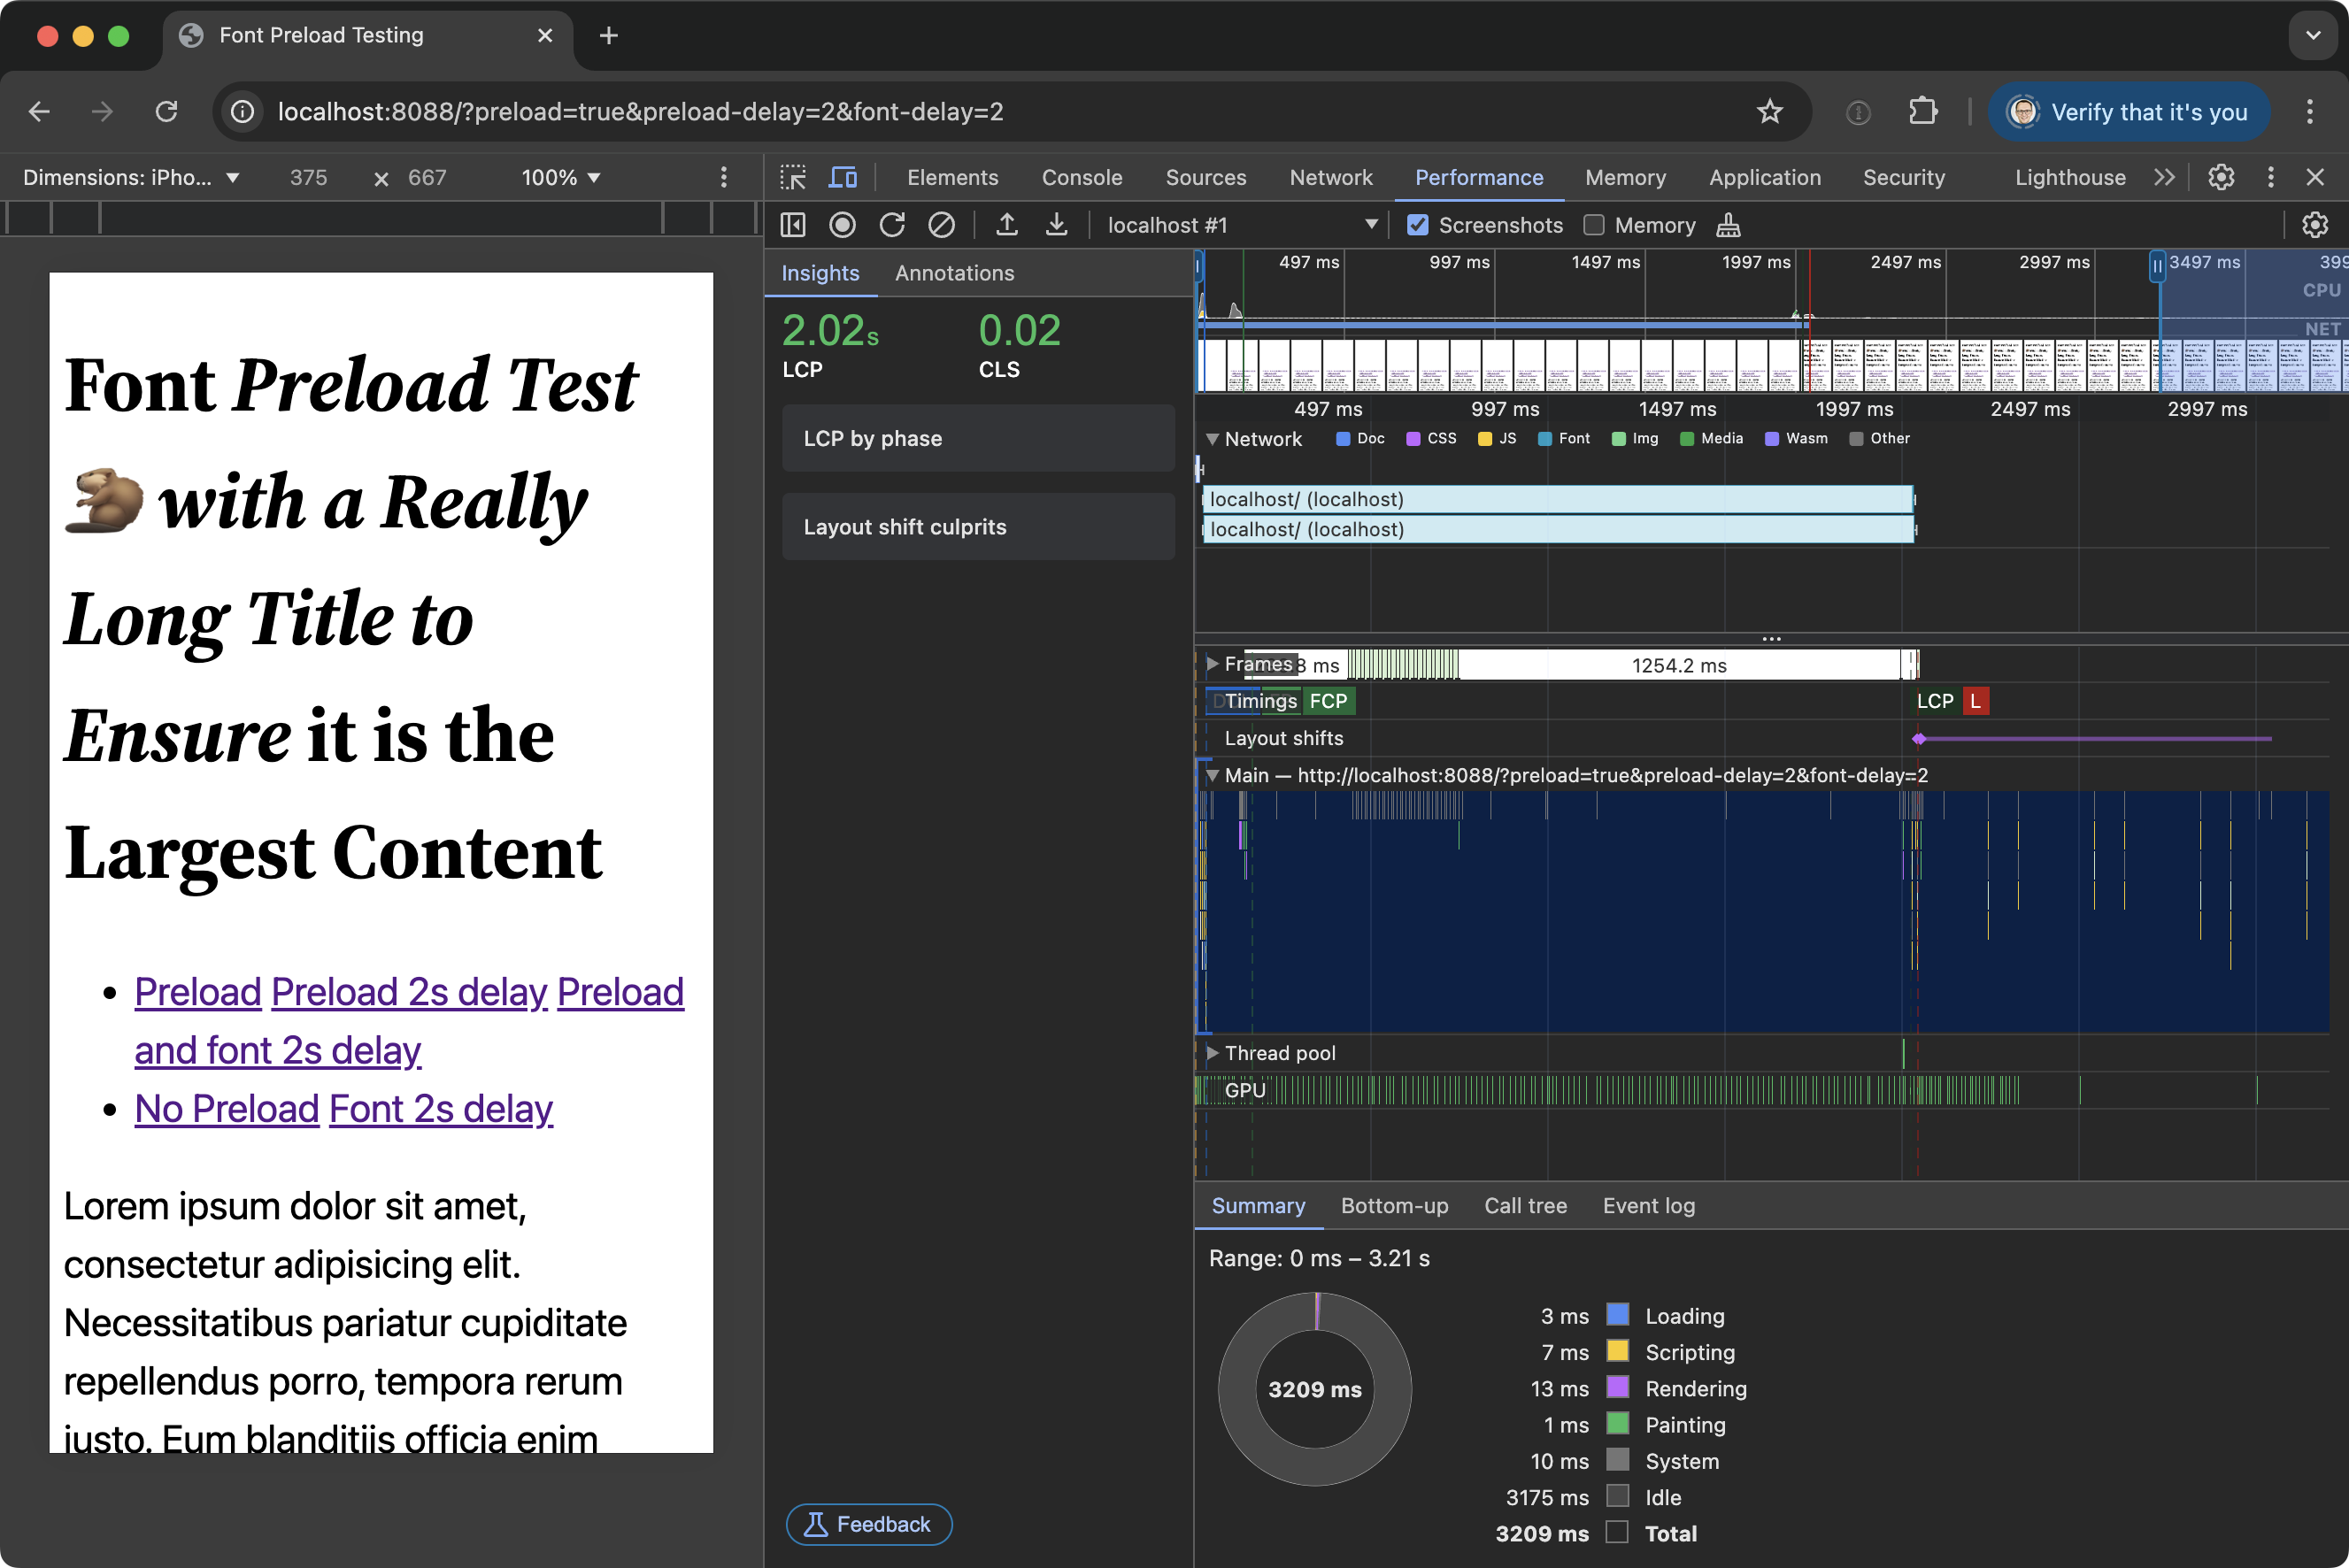 Font Preload Testing
localhost:8088/?preload=true&preload-delay=2&font-delay=2
Verify that it's you
Dimensions: iPho... 375 × 667 100%
Elements Console Sources Network Performance Memory Application Security Lighthouse
localhost #1 Screenshots Memory
Font Preload Test
with a Really
Long Title to
Ensure it is the
Largest Content
Preload Preload 2s delay Preload
and font 2s delay
No Preload Font 2s delay
Lorem ipsum dolor sit amet,
consectetur adipisicing elit.
Necessitatibus pariatur cupiditate
repellendus porro, tempora rerum
iusto. Eum blanditiis officia enim
Insights Annotations
2.02s 0.02
LCP CLS
LCP by phase
Layout shift culprits
Feedback
497 ms 997 ms 1497 ms 1997 ms 2497 ms 2997 ms 3497 ms 399
CPU
NET
497 ms 997 ms 1497 ms 1997 ms 2497 ms 2997 ms
Network Doc CSS JS Font Img Media Wasm Other
localhost/ (localhost)
localhost/ (localhost)
Frames 8 ms 1254.2 ms
Timings FCP LCP L
Layout shifts
Main — http://localhost:8088/?preload=true&preload-delay=2&font-delay=2
Thread pool
GPU
Summary Bottom-up Call tree Event log
Range: 0 ms – 3.21 s
3209 ms
3 ms Loading
7 ms Scripting
13 ms Rendering
1 ms Painting
10 ms System
3175 ms Idle
3209 ms Total